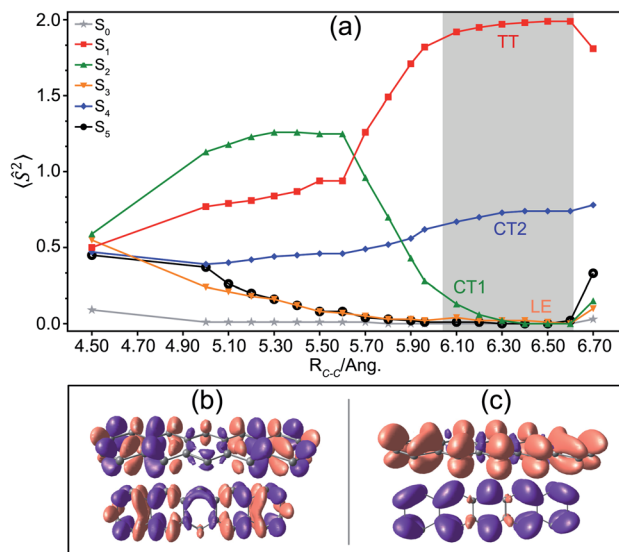 (a)
2.0
1.5
1.0
0.5
0.0
⟨Ŝ²⟩
S₀
S₁
S₂
S₃
S₄
S₅
TT
CT2
CT1
LE
4.50 4.70 4.90 5.10 5.30 5.50 5.70 5.90 6.10 6.30 6.50 6.70
R_C-C/Ang.
(b) (c)